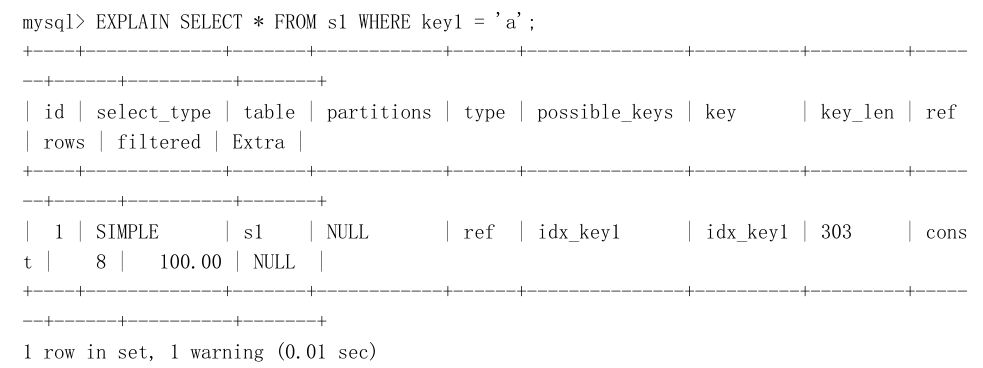 mysql> EXPLAIN SELECT * FROM s1 WHERE key1 = 'a';
+----+-------------+-------+------------+------+---------------+----------+---------+-----
--+------+----------+-------+
| id | select_type | table | partitions | type | possible_keys | key      | key_len | ref
| rows | filtered | Extra |
+----+-------------+-------+------------+------+---------------+----------+---------+-----
--+------+----------+-------+
|  1 | SIMPLE      | s1    | NULL       | ref  | idx_key1      | idx_key1 | 303     | cons
t |    8 |   100.00 | NULL  |
+----+-------------+-------+------------+------+---------------+----------+---------+-----
--+------+----------+-------+
1 row in set, 1 warning (0.01 sec)